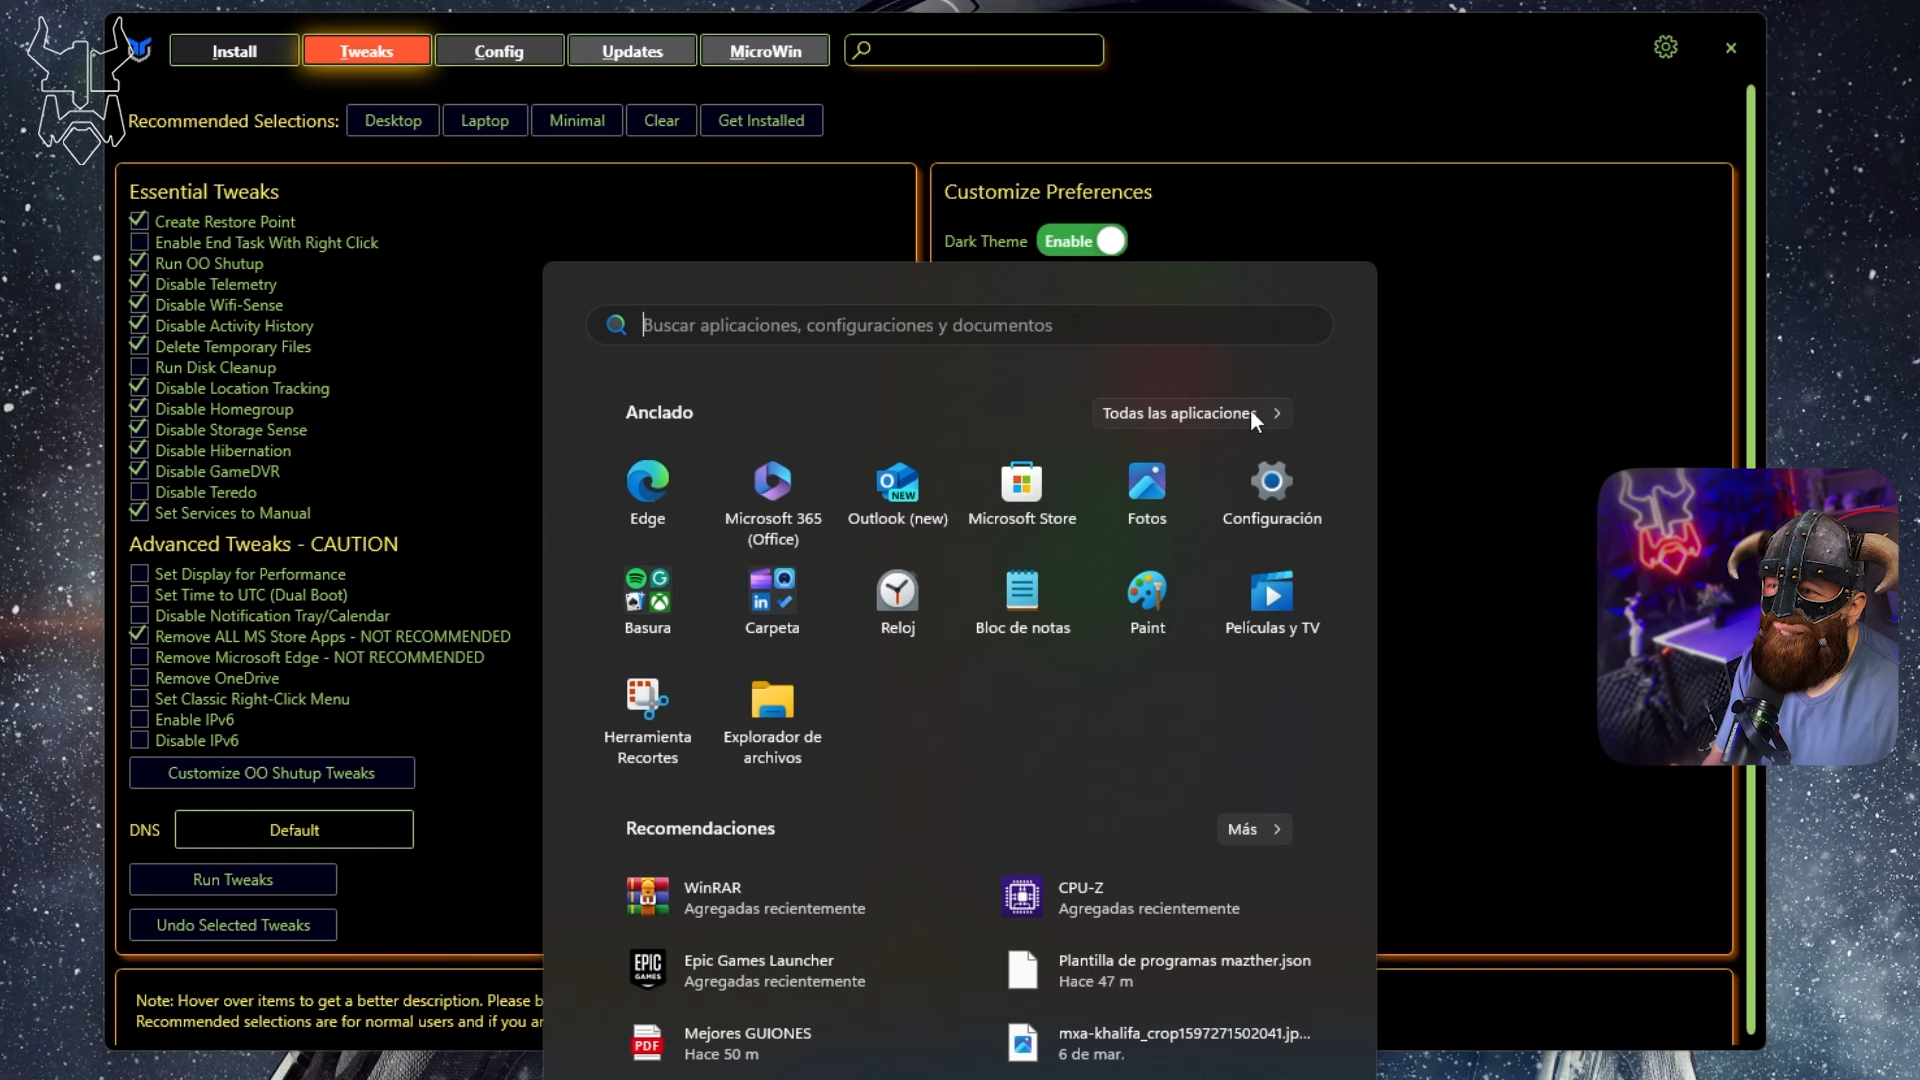 Install
Tweaks
Config
Updates
MicroWin
Recommended Selections:
Desktop
Laptop
Minimal
Clear
Get Installed
Essential Tweaks
Create Restore Point
Enable End Task With Right Click
Run OO Shutup
Disable Telemetry
Disable Wifi-Sense
Disable Activity History
Delete Temporary Files
Run Disk Cleanup
Disable Location Tracking
Disable Homegroup
Disable Storage Sense
Disable Hibernation
Disable GameDVR
Disable Teredo
Set Services to Manual
Advanced Tweaks - CAUTION
Set Display for Performance
Set Time to UTC (Dual Boot)
Disable Notification Tray/Calendar
Remove ALL MS Store Apps - NOT RECOMMENDED
Remove Microsoft Edge - NOT RECOMMENDED
Remove OneDrive
Set Classic Right-Click Menu
Enable IPv6
Disable IPv6
Customize OO Shutup Tweaks
DNS
Default
Run Tweaks
Undo Selected Tweaks
Note: Hover over items to get a better description. Please b
Recommended selections are for normal users and if you ar
Customize Preferences
Dark Theme
Enable
Buscar aplicaciones, configuraciones y documentos
Anclado
Todas las aplicaciones
Edge
Microsoft 365
(Office)
NEW
Outlook (new)
Microsoft Store
Fotos
Configuración
Basura
Carpeta
Reloj
Bloc de notas
Paint
Películas y TV
Herramienta
Recortes
Explorador de
archivos
Recomendaciones
Más
WinRAR
Agregadas recientemente
CPU-Z
Agregadas recientemente
EPIC
GAMES
Epic Games Launcher
Agregadas recientemente
Plantilla de programas mazther.json
Hace 47 m
PDF
Mejores GUIONES
Hace 50 m
mxa-khalifa_crop1597271502041.jp...
6 de mar.